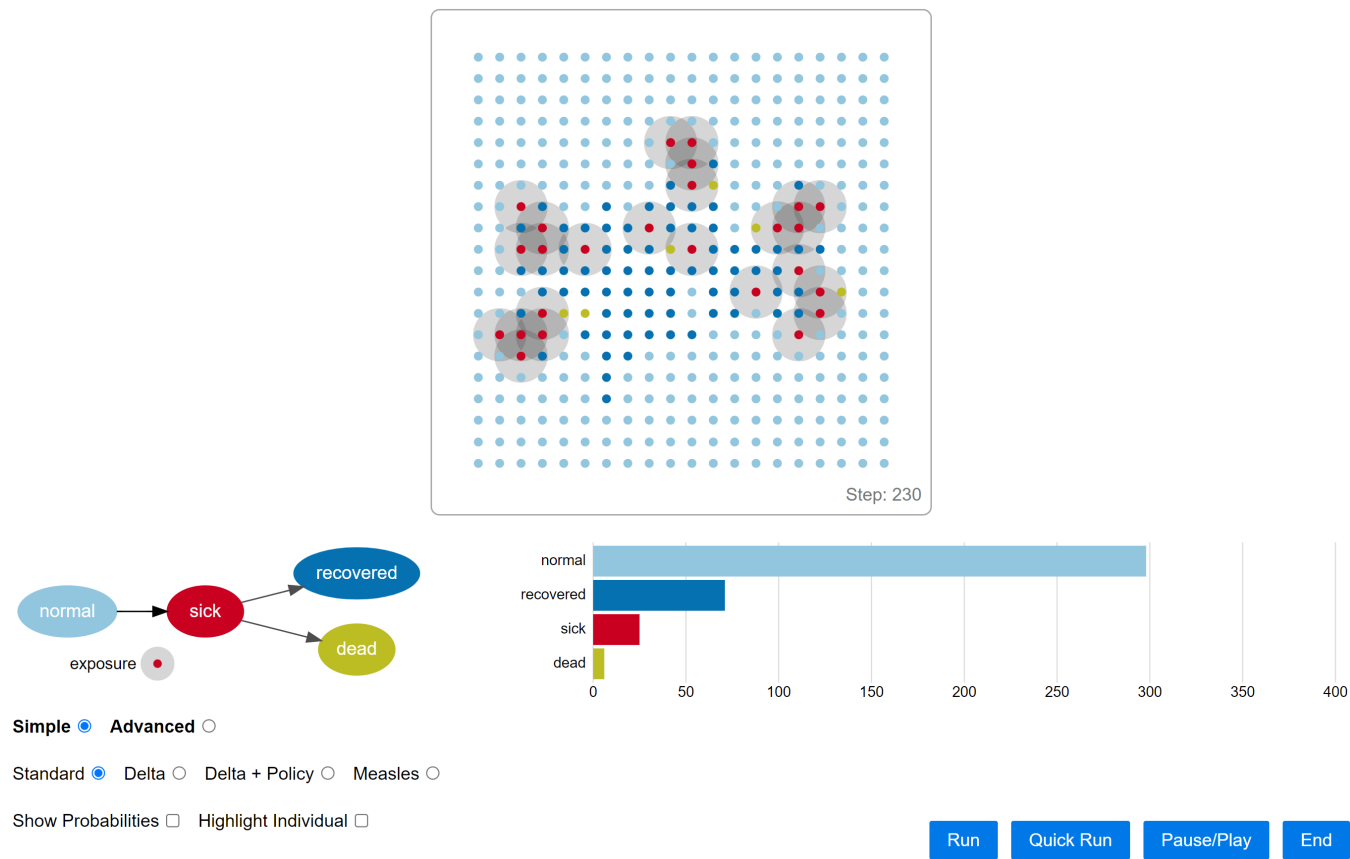 Step: 230
normal
sick
recovered
dead
exposure
normal
recovered
sick
dead
0 50 100 150 200 250 300 350 400
Simple Advanced
Standard Delta Delta + Policy Measles
Show Probabilities Highlight Individual
Run Quick Run Pause/Play End